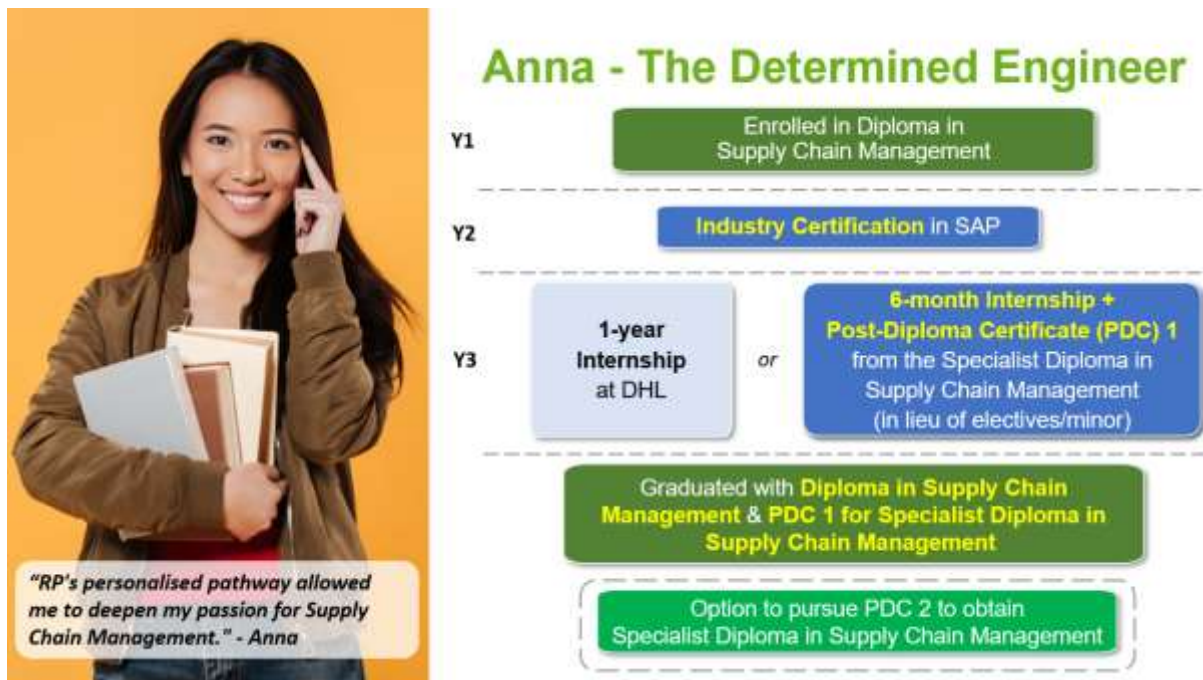 Anna - The Determined Engineer
Y1
Enrolled in Diploma in
Supply Chain Management
Y2
Industry Certification in SAP
Y3
1-year
Internship
at DHL
or
6-month Internship +
Post-Diploma Certificate (PDC) 1
from the Specialist Diploma in
Supply Chain Management
(in lieu of electives/minor)
Graduated with Diploma in Supply Chain
Management & PDC 1 for Specialist Diploma in
Supply Chain Management
Option to pursue PDC 2 to obtain
Specialist Diploma in Supply Chain Management
"RP's personalised pathway allowed
me to deepen my passion for Supply
Chain Management." - Anna